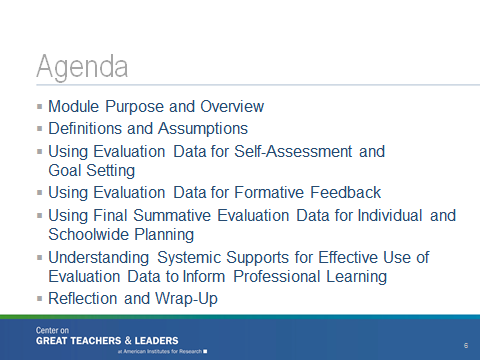 Agenda
Module Purpose and Overview
Definitions and Assumptions
Using Evaluation Data for Self-Assessment and
Goal Setting
Using Evaluation Data for Formative Feedback
Using Final Summative Evaluation Data for Individual and
Schoolwide Planning
Understanding Systemic Supports for Effective Use of
Evaluation Data to Inform Professional Learning
Reflection and Wrap-Up
Center on
GREAT TEACHERS & LEADERS
at American Institutes for Research
6